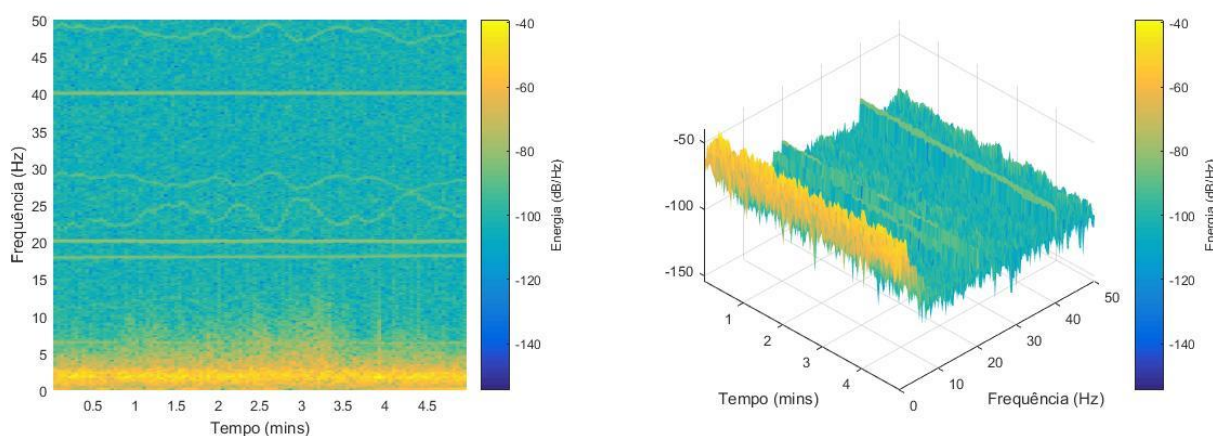 50
45
40
35
30
25
20
15
10
5
0
Frequência (Hz)
0.5 1 1.5 2 2.5 3 3.5 4 4.5
Tempo (mins)
-40
-60
-80
-100
-120
-140
Energia (dB/Hz)
-50
-100
-150
1 2 3 4
Tempo (mins)
0 10 20 30 40 50
Frequência (Hz)
-40
-60
-80
-100
-120
-140
Energia (dB/Hz)